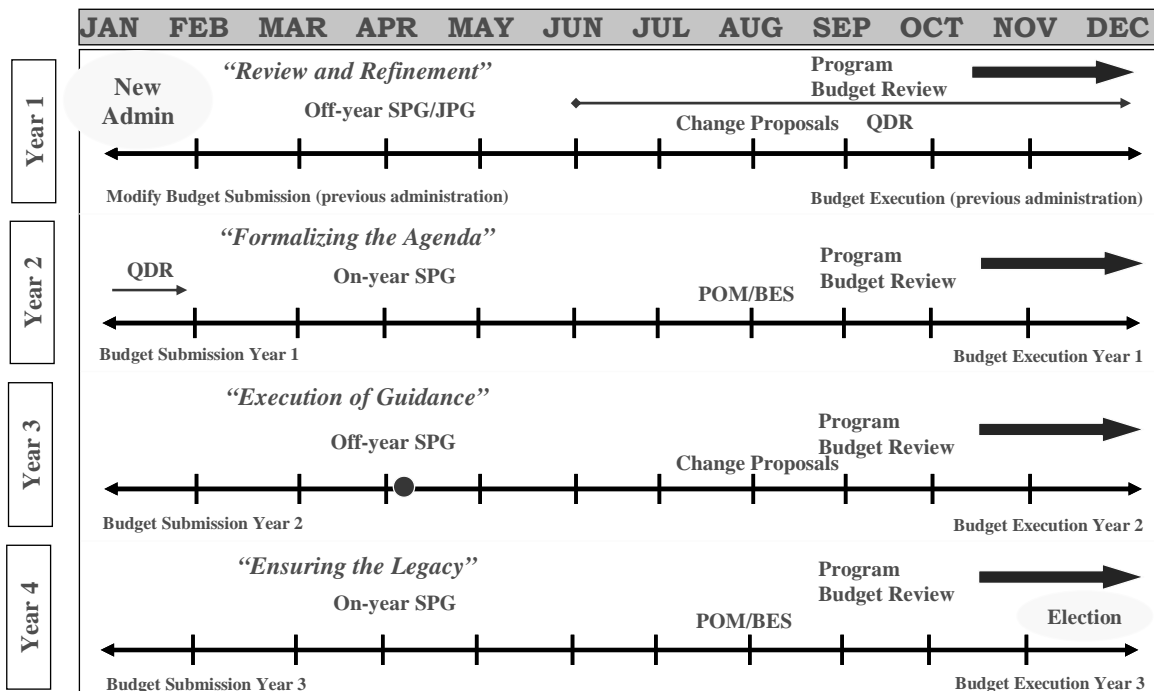 JAN FEB MAR APR MAY JUN JUL AUG SEP OCT NOV DEC
Year 1
New
Admin
“Review and Refinement”
Off-year SPG/JPG
Program
Budget Review
Change Proposals QDR
Modify Budget Submission (previous administration)
Budget Execution (previous administration)
Year 2
“Formalizing the Agenda”
QDR
On-year SPG
POM/BES
Program
Budget Review
Budget Submission Year 1
Budget Execution Year 1
Year 3
“Execution of Guidance”
Off-year SPG
Program
Budget Review
Change Proposals
Budget Submission Year 2
Budget Execution Year 2
Year 4
“Ensuring the Legacy”
On-year SPG
POM/BES
Program
Budget Review
Election
Budget Submission Year 3
Budget Execution Year 3